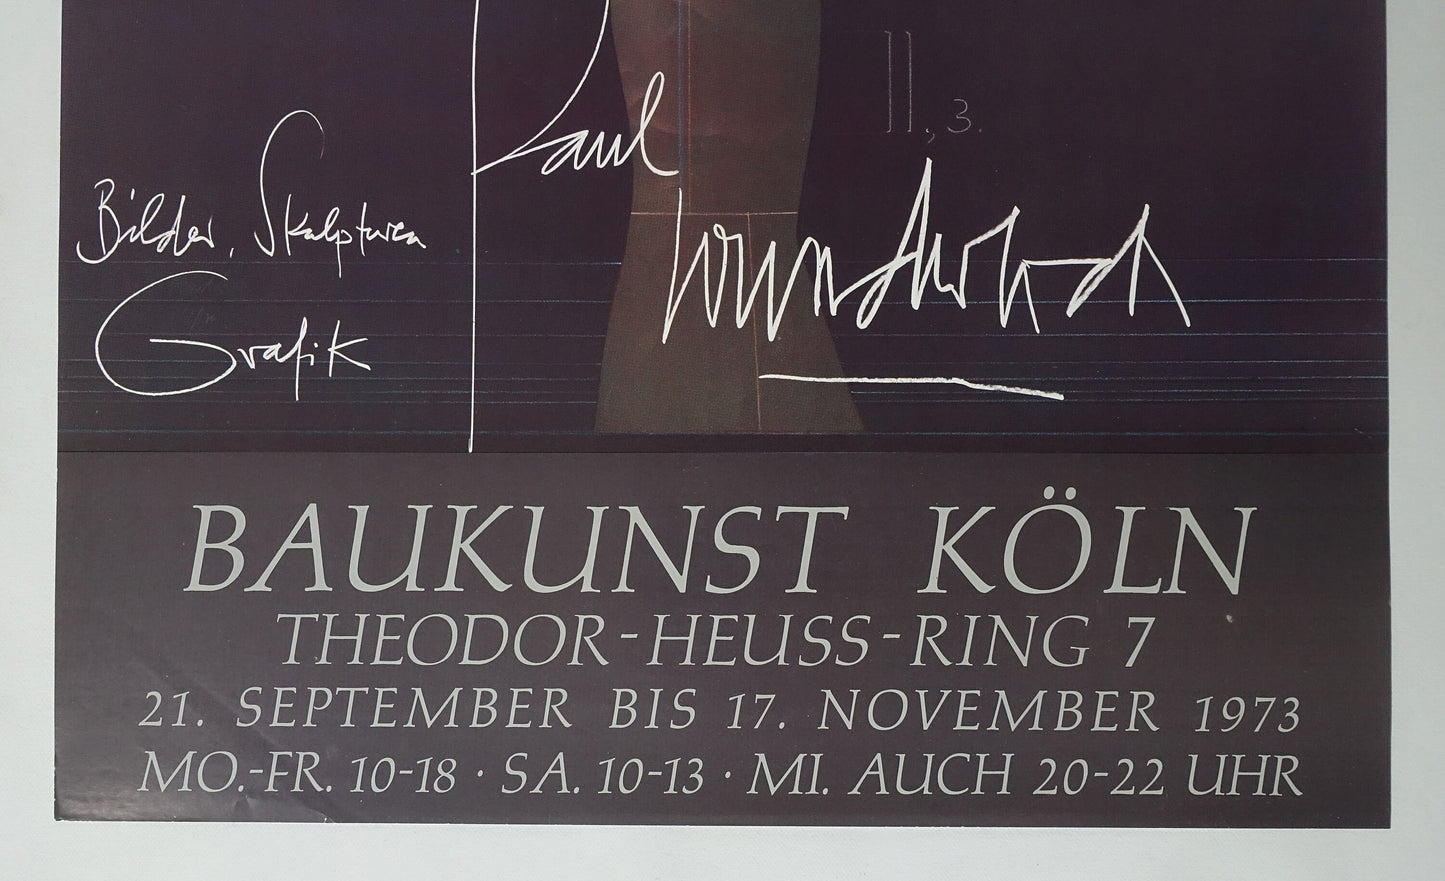 11,3.
Paul
Wunderlich
Bilder, Skulpturen
Grafik
BAUKUNST KÖLN
THEODOR-HEUSS-RING 7
21. SEPTEMBER BIS 17. NOVEMBER 1973
MO.-FR. 10-18 · SA. 10-13 · MI. AUCH 20-22 UHR